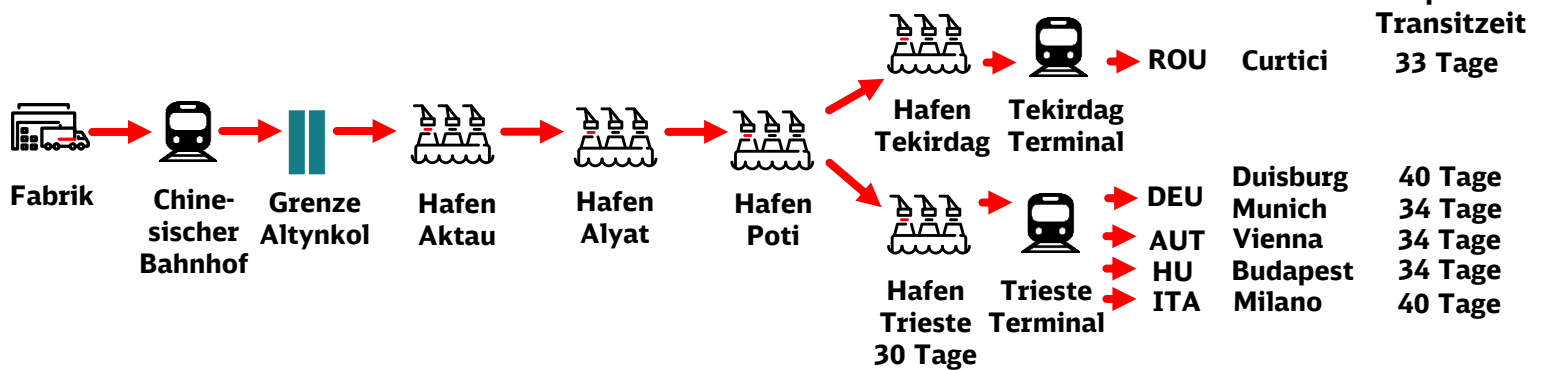 Transitzeit
ROU Curtici 33 Tage
Hafen
Tekirdag
Tekirdag
Terminal
Fabrik
Chine-
sischer
Bahnhof
Grenze
Altynkol
Hafen
Aktau
Hafen
Alyat
Hafen
Poti
Hafen
Trieste
30 Tage
Trieste
Terminal
DEU Duisburg 40 Tage
Munich 34 Tage
AUT Vienna 34 Tage
HU Budapest 34 Tage
ITA Milano 40 Tage